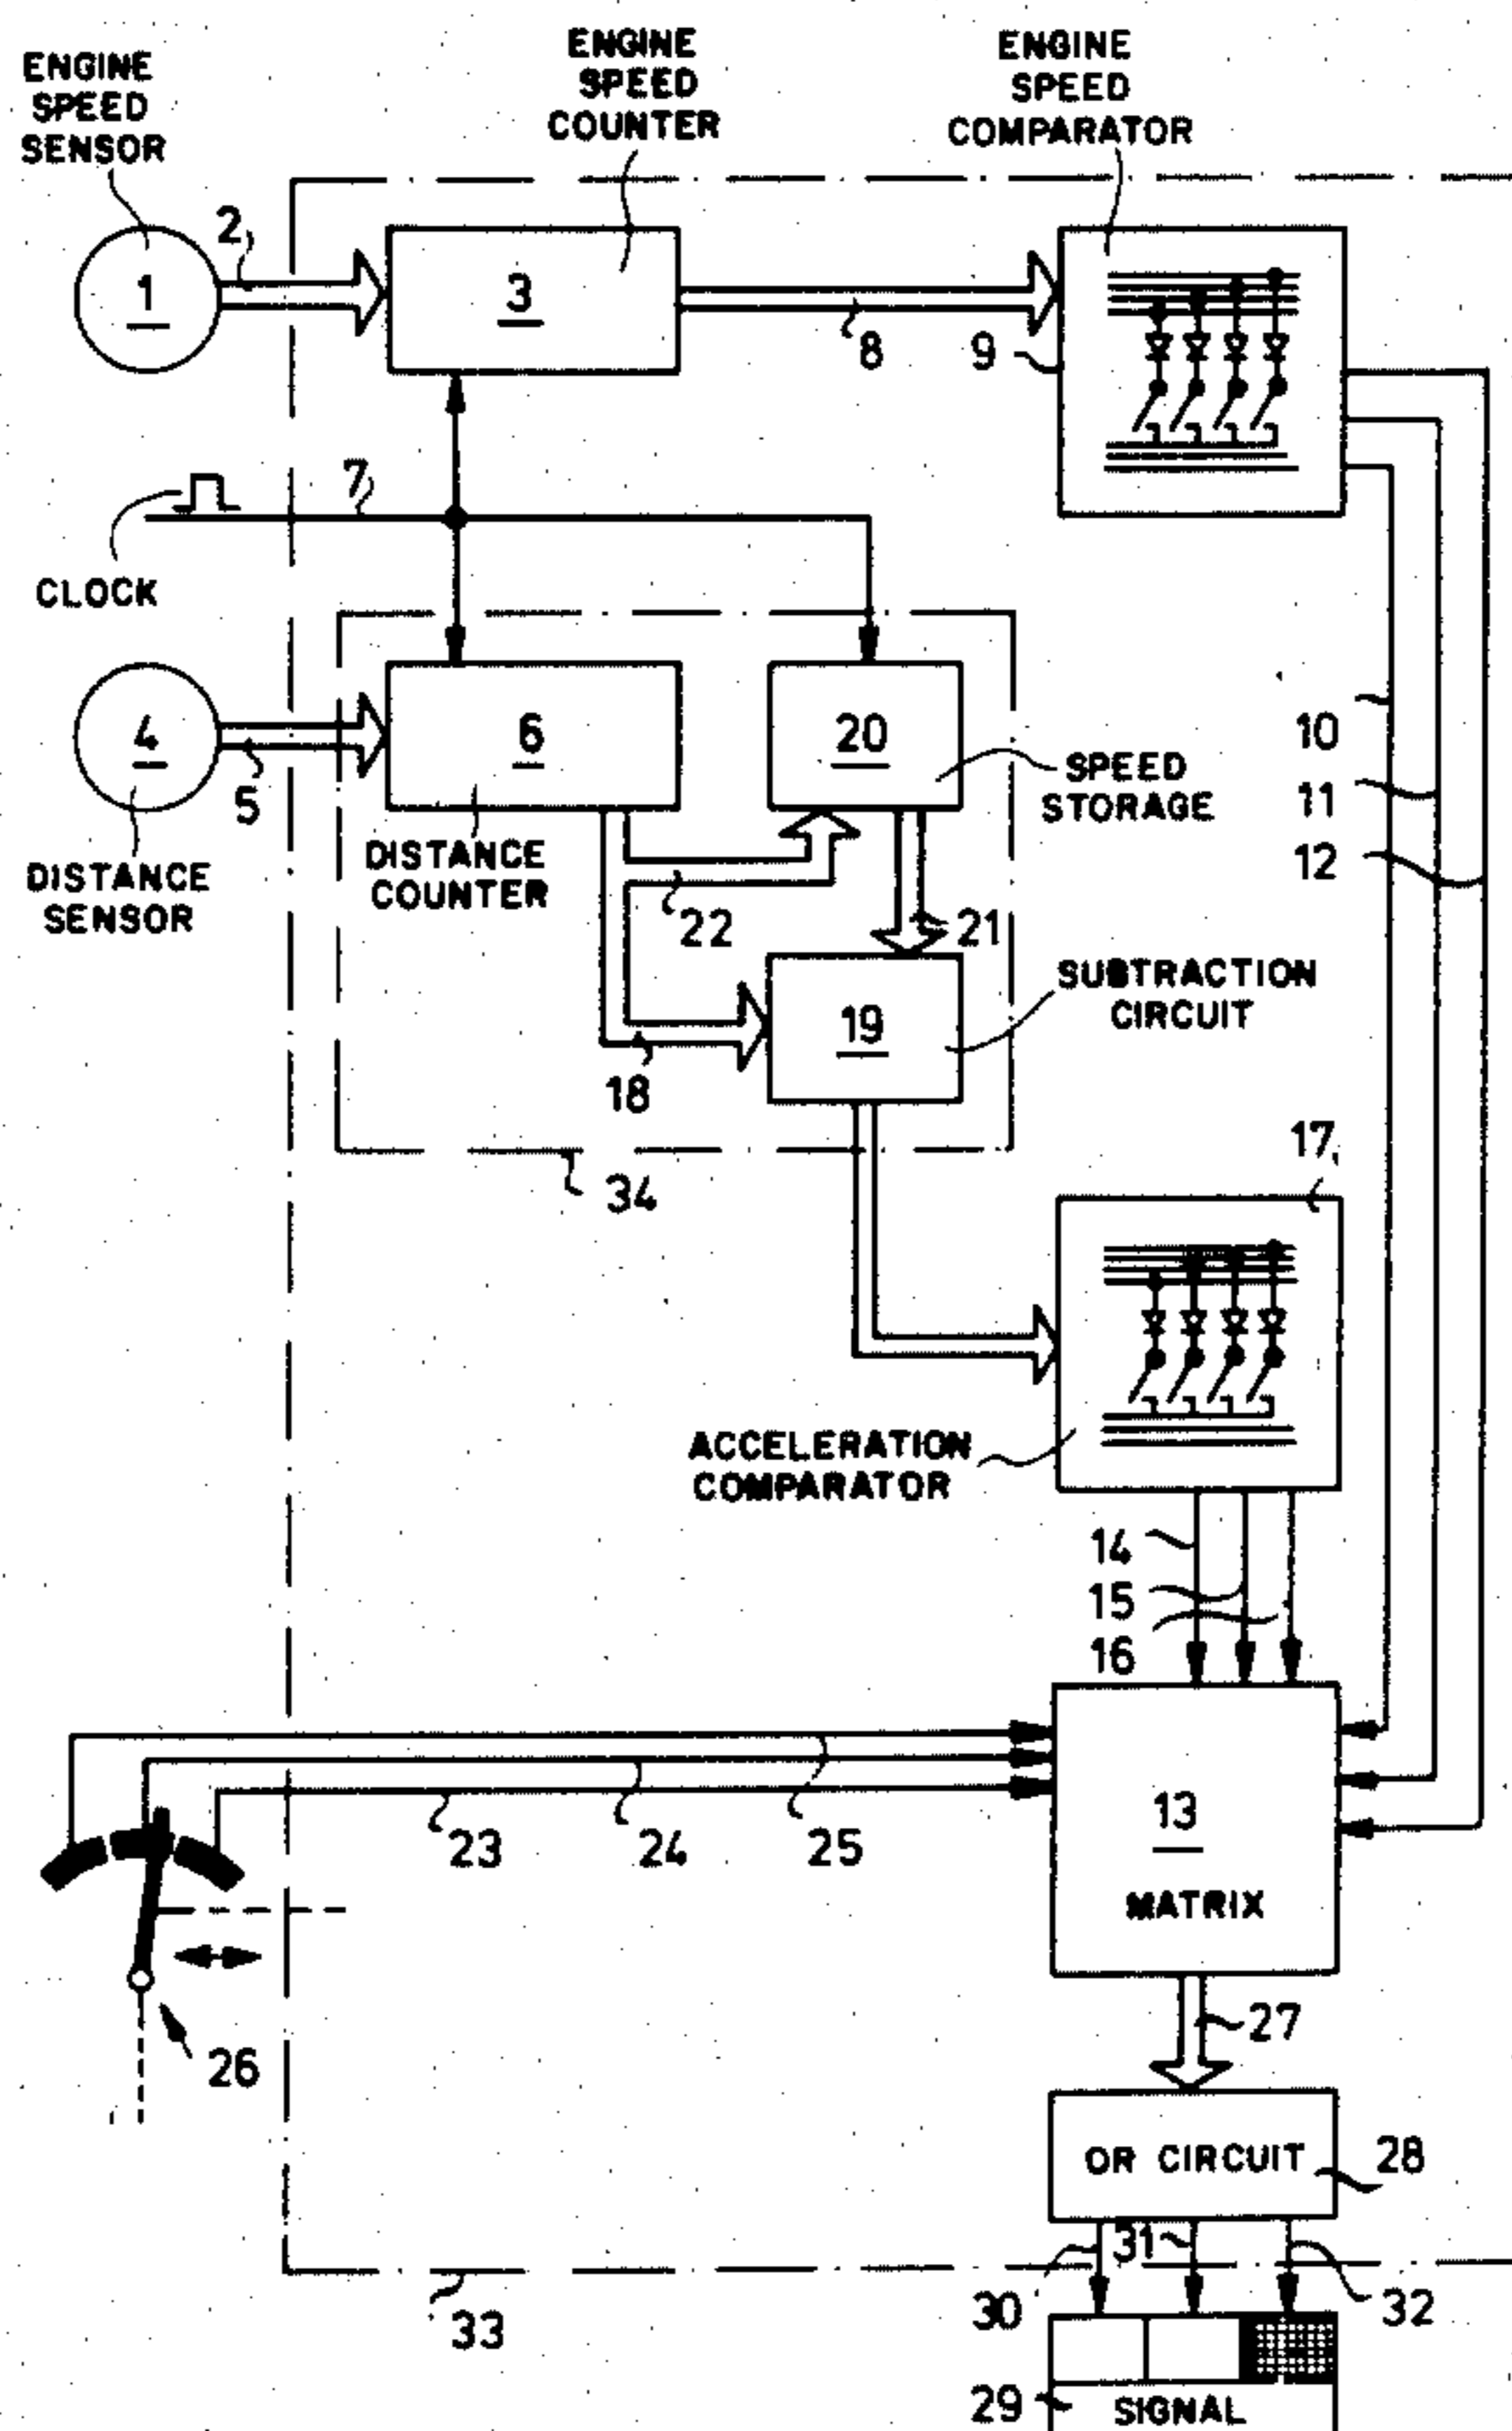 ENGINE
SPEED
SENSOR
ENGINE
SPEED
COUNTER
ENGINE
SPEED
COMPARATOR
1
2
3
8
9
7
CLOCK
4
5
6
20
10
11
12
DISTANCE
SENSOR
DISTANCE
COUNTER
SPEED
STORAGE
22
21
18
19
SUBTRACTION
CIRCUIT
34
17
ACCELERATION
COMPARATOR
14
15
16
23
24
25
13
MATRIX
26
27
OR CIRCUIT
28
31
30
32
33
29
SIGNAL